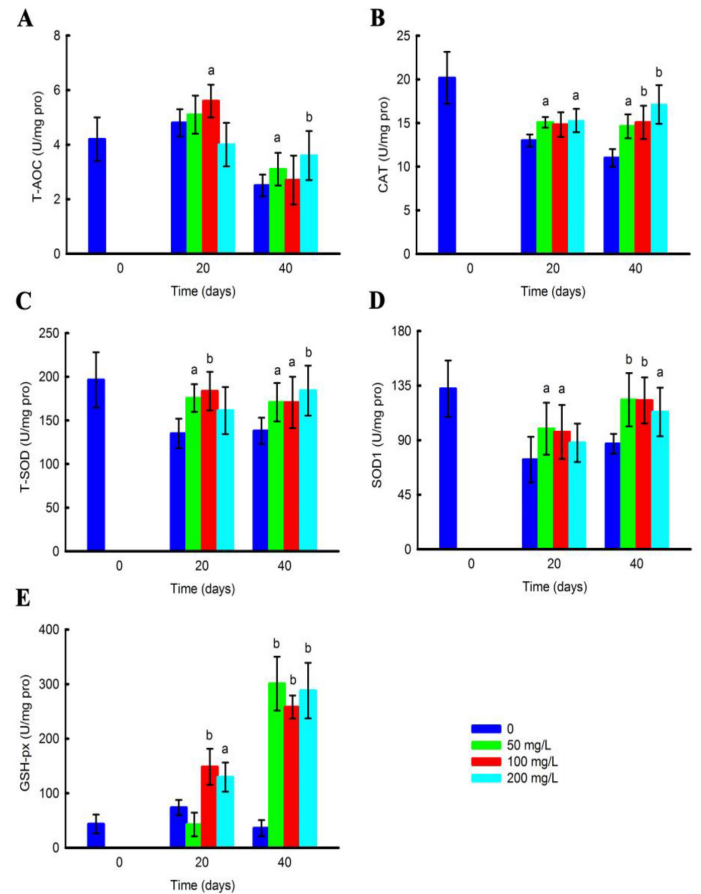 A
T-AOC (U/mg pro)
8
6
4
2
0
a
a
b
0 20 40
Time (days)
B
CAT (U/mg pro)
25
20
15
10
5
0
a a
a b b
0 20 40
Time (days)
C
T-SOD (U/mg pro)
250
200
150
100
50
0
a b
a a b
0 20 40
Time (days)
D
SOD1 (U/mg pro)
180
135
90
45
0
a a
b b a
0 20 40
Time (days)
E
GSH-px (U/mg pro)
400
300
200
100
0
b a
b b b
0 20 40
Time (days)
0
50 mg/L
100 mg/L
200 mg/L